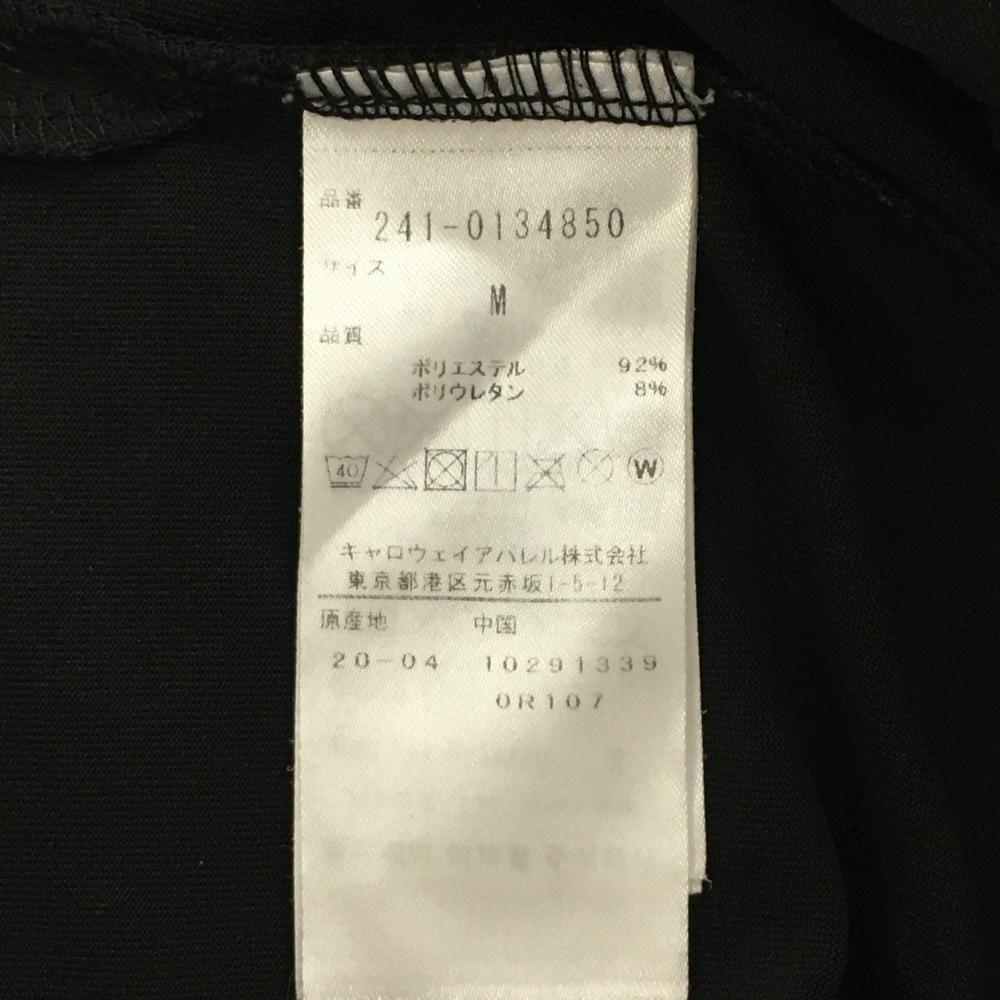 品番
241-0134850
サイズ
M
品質
ポリエステル 92%
ポリウレタン 8%
40 W
キャロウェイアパレル株式会社
東京都港区元赤坂1-5-12
原産地 中国
20-04 10291339
0R107